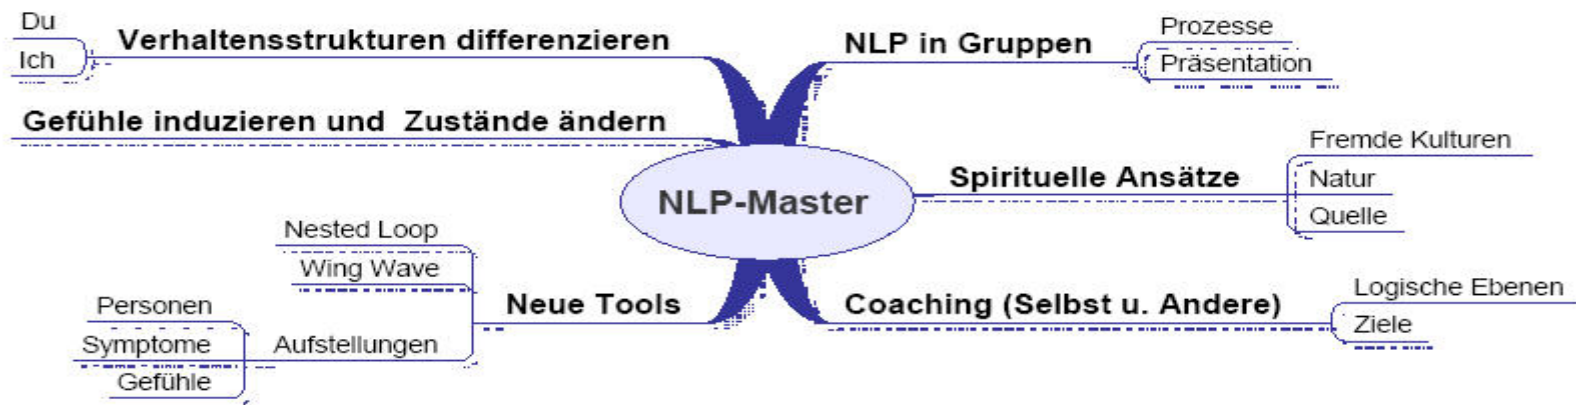 Du
Ich
Verhaltensstrukturen differenzieren
Gefühle induzieren und Zustände ändern
NLP in Gruppen
Prozesse
Präsentation
NLP-Master
Spirituelle Ansätze
Fremde Kulturen
Natur
Quelle
Nested Loop
Wing Wave
Neue Tools
Personen
Symptome
Gefühle
Aufstellungen
Coaching (Selbst u. Andere)
Logische Ebenen
Ziele